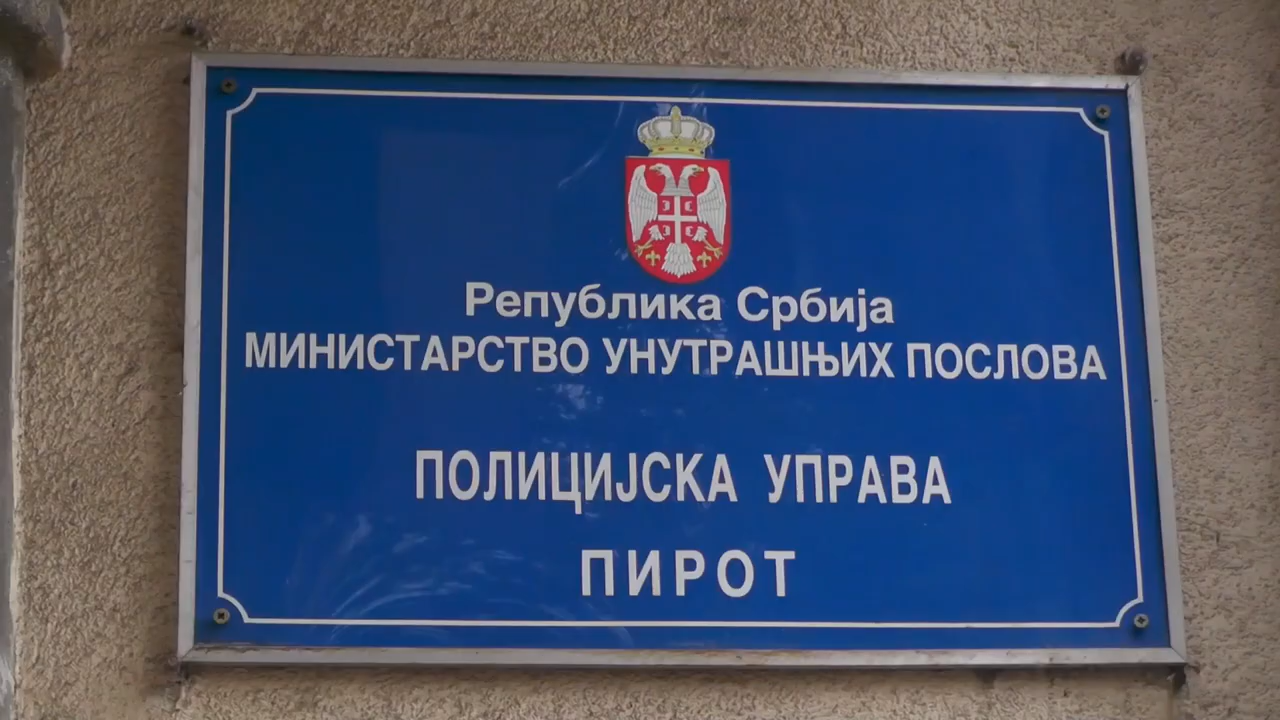 Република Србија
МИНИСТАРСТВО УНУТРАШЊИХ ПОСЛОВА
ПОЛИЦИЈСКА УПРАВА
ПИРОТ